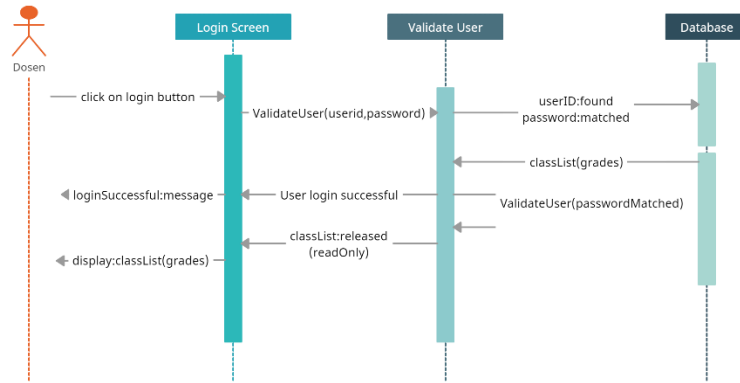 Login Screen
Validate User
Database
Dosen
click on login button
ValidateUser(userid,password)
userID:found
password:matched
classList(grades)
loginSuccessful:message
User login successful
ValidateUser(passwordMatched)
classList:released
(readOnly)
display:classList(grades)